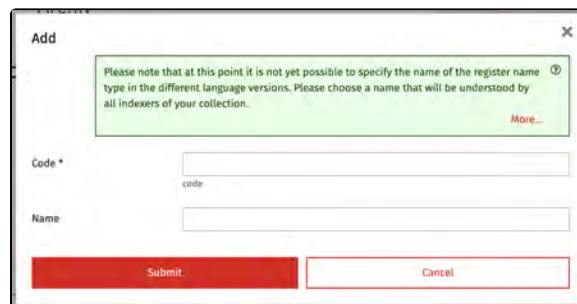 Add
Please note that at this point it is not yet possible to specify the name of the register name
type in the different language versions. Please choose a name that will be understood by
all indexers of your collection.
More...
Code *
code
Name
Submit
Cancel